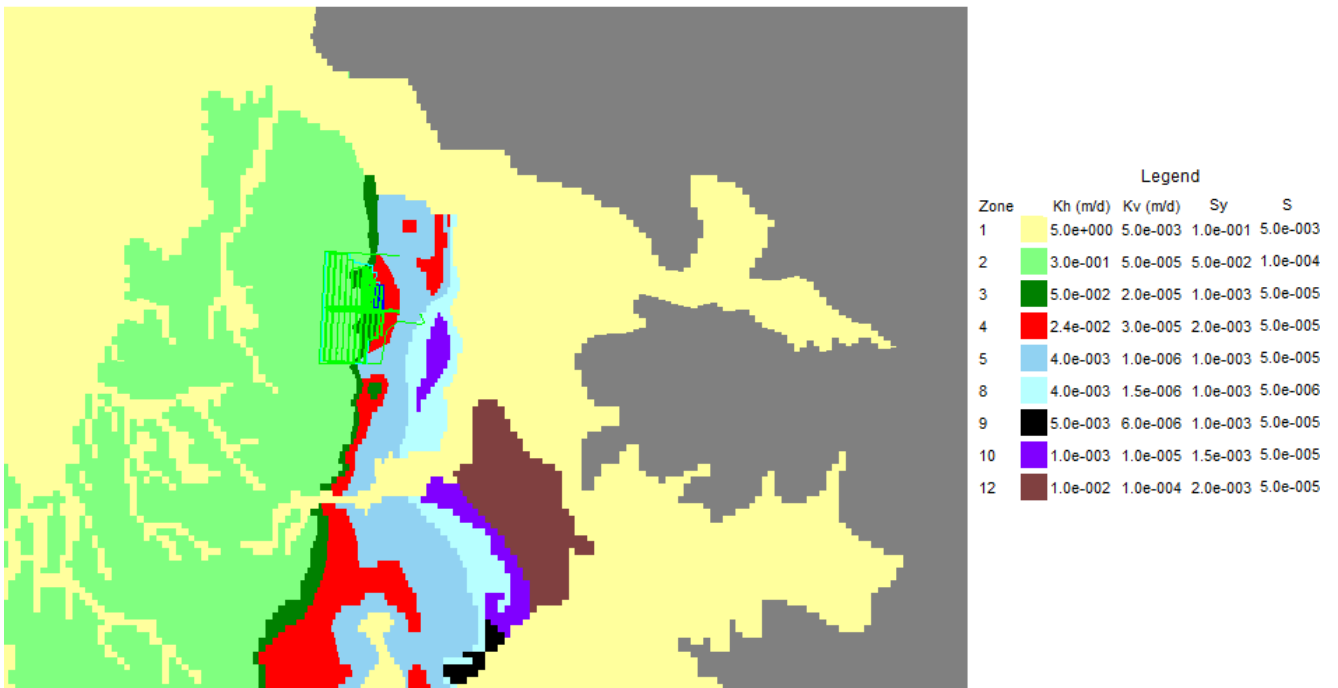 Legend
Zone Kh (m/d) Kv (m/d) Sy S
1 5.0e+000 5.0e-003 1.0e-001 5.0e-003
2 3.0e-001 5.0e-005 5.0e-002 1.0e-004
3 5.0e-002 2.0e-005 1.0e-003 5.0e-005
4 2.4e-002 3.0e-005 2.0e-003 5.0e-005
5 4.0e-003 1.0e-006 1.0e-003 5.0e-005
8 4.0e-003 1.5e-006 1.0e-003 5.0e-006
9 5.0e-003 6.0e-006 1.0e-003 5.0e-005
10 1.0e-003 1.0e-005 1.5e-003 5.0e-005
12 1.0e-002 1.0e-004 2.0e-003 5.0e-005